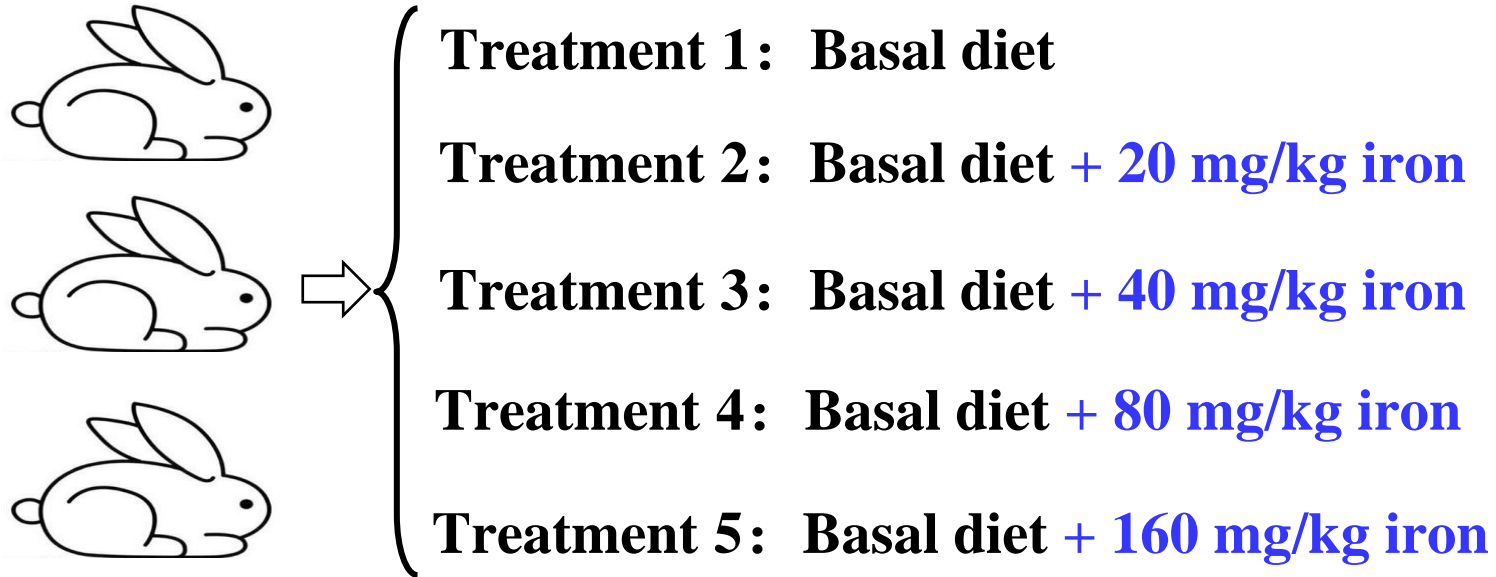 Treatment 1: Basal diet
Treatment 2: Basal diet + 20 mg/kg iron
Treatment 3: Basal diet + 40 mg/kg iron
Treatment 4: Basal diet + 80 mg/kg iron
Treatment 5: Basal diet + 160 mg/kg iron